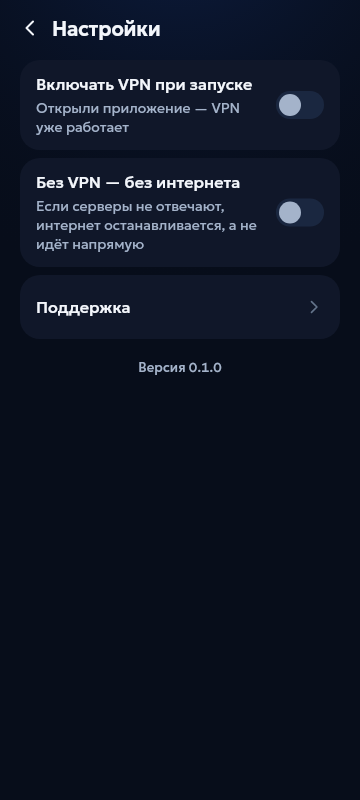 Настройки
Включать VPN при запуске
Открыли приложение — VPN
уже работает
Без VPN — без интернета
Если серверы не отвечают,
интернет останавливается, а не
идёт напрямую
Поддержка
Версия 0.1.0